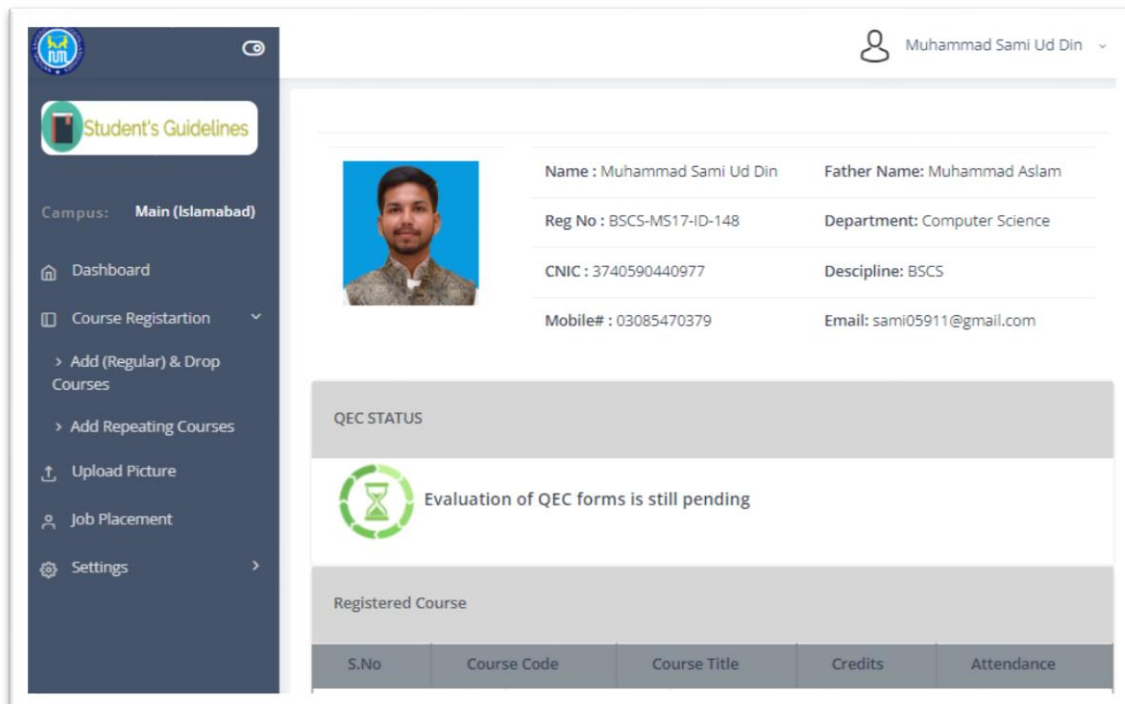 Muhammad Sami Ud Din
Student's Guidelines
Campus: Main (Islamabad)
Dashboard
Course Registartion
> Add (Regular) & Drop
Courses
> Add Repeating Courses
Upload Picture
Job Placement
Settings
Name : Muhammad Sami Ud Din Father Name: Muhammad Aslam
Reg No : BSCS-MS17-ID-148 Department: Computer Science
CNIC : 3740590440977 Descipline: BSCS
Mobile# : 03085470379 Email: sami05911@gmail.com
QEC STATUS
Evaluation of QEC forms is still pending
Registered Course
S.No Course Code Course Title Credits Attendance